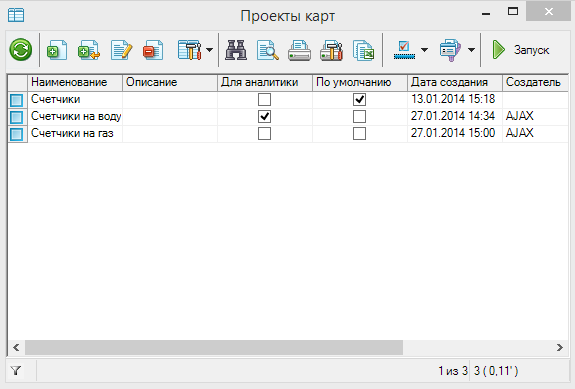 Проекты карт
Запуск
Наименование Описание Для аналитики По умолчанию Дата создания Создатель
Счетчики 13.01.2014 15:18
Счетчики на воду 27.01.2014 14:34 AJAX
Счетчики на газ 27.01.2014 15:00 AJAX
1 из 3 3 ( 0,11' )